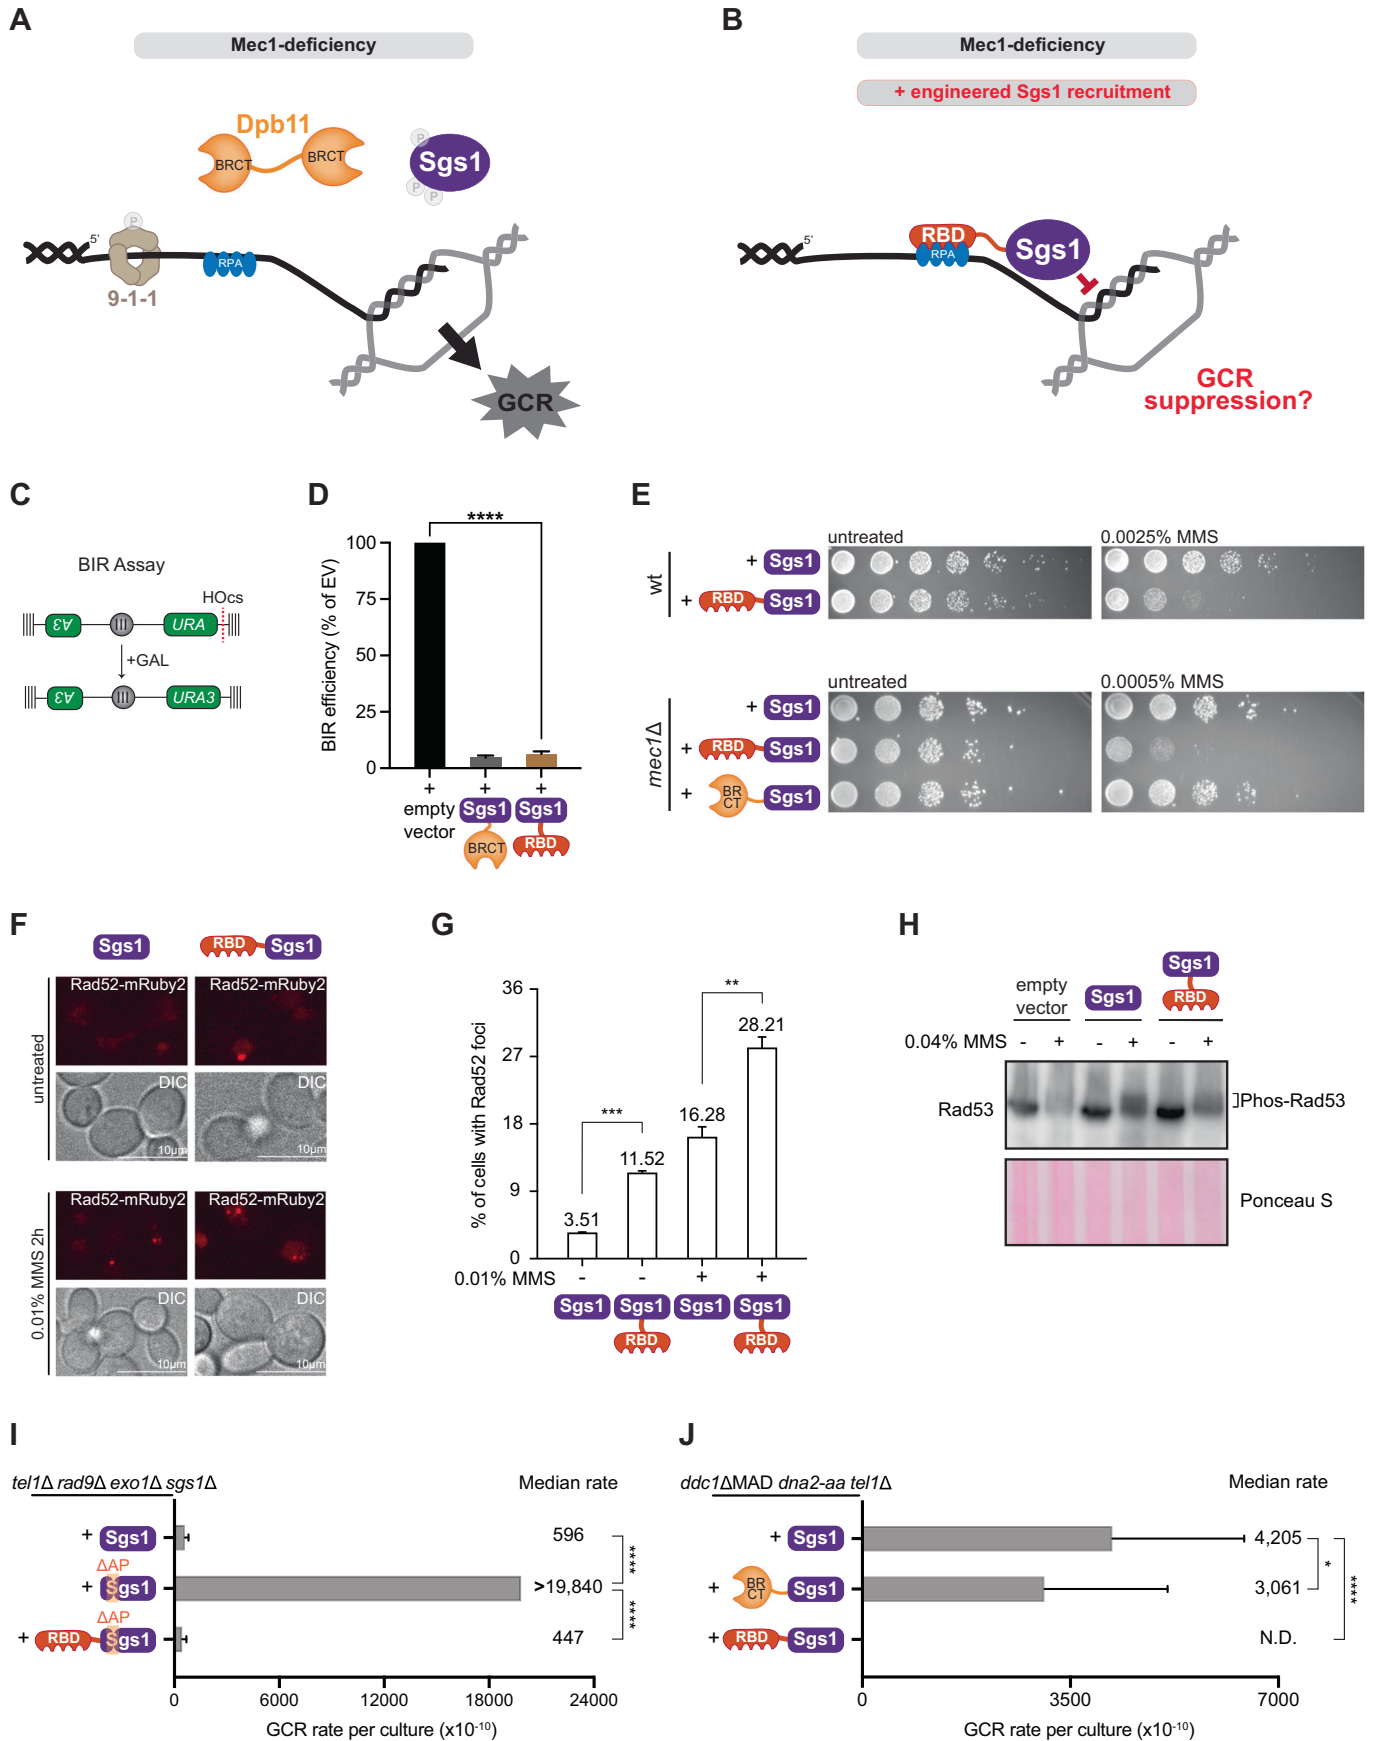 A
Mec1-deficiency
Dpb11
BRCT
BRCT
P
Sgs1
P
P
5'
P
RPA
9-1-1
GCR
B
Mec1-deficiency
+ engineered Sgs1 recruitment
5'
RBD
RPA
Sgs1
GCR
suppression?
C
BIR Assay
HOcs
A3
III
URA
+GAL
A3
III
URA3
D
BIR efficiency (% of EV)
100
75
50
25
0
****
+
+
+
empty
vector
Sgs1
BRCT
Sgs1
RBD
E
untreated
0.0025% MMS
wt
+ Sgs1
+ RBD Sgs1
untreated
0.0005% MMS
mec1Δ
+ Sgs1
+ RBD Sgs1
+ BR
CT Sgs1
F
Sgs1
RBD Sgs1
untreated
Rad52-mRuby2
Rad52-mRuby2
DIC
10μm
DIC
10μm
0.01% MMS 2h
Rad52-mRuby2
Rad52-mRuby2
DIC
10μm
DIC
10μm
G
% of cells with Rad52 foci
36
27
18
9
0
***
**
3.51
11.52
16.28
28.21
0.01% MMS - - + +
Sgs1 Sgs1 Sgs1 Sgs1
RBD RBD
H
empty
vector
Sgs1
Sgs1
RBD
0.04% MMS - + - + - +
Rad53
]Phos-Rad53
Ponceau S
I
tel1Δ rad9Δ exo1Δ sgs1Δ
Median rate
+ Sgs1
596
ΔAP
+ Sgs1
>19,840
ΔAP
+ RBD Sgs1
447
****
****
0 6000 12000 18000 24000
GCR rate per culture (x10⁻¹⁰)
J
ddc1ΔMAD dna2-aa tel1Δ
Median rate
+ Sgs1
4,205
+ BR
CT Sgs1
3,061
+ RBD Sgs1
N.D.
*
****
0 3500 7000
GCR rate per culture (x10⁻¹⁰)